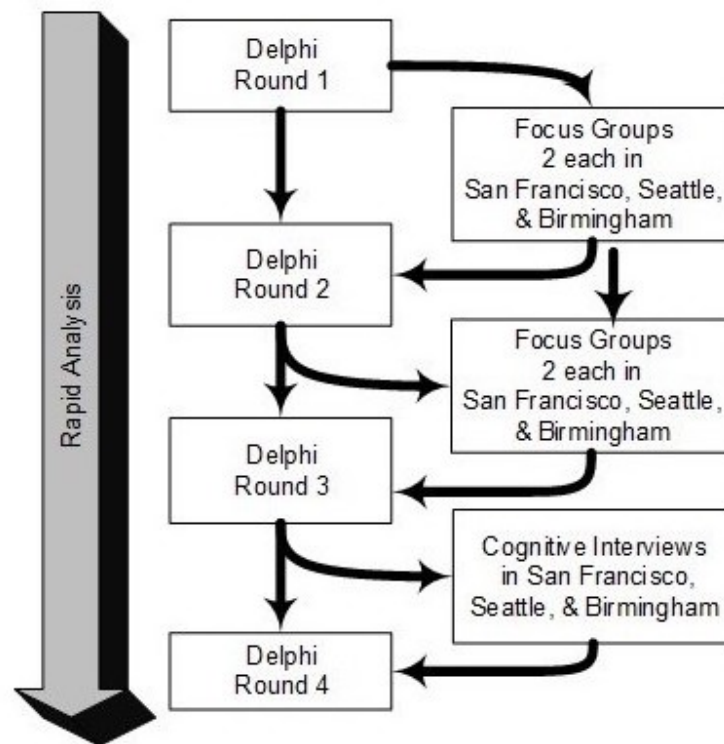 Delphi
Round 1
Focus Groups
2 each in
San Francisco, Seattle,
& Birmingham
Delphi
Round 2
Focus Groups
2 each in
San Francisco, Seattle,
& Birmingham
Delphi
Round 3
Cognitive Interviews
in San Francisco,
Seattle, & Birmingham
Delphi
Round 4
Rapid Analysis